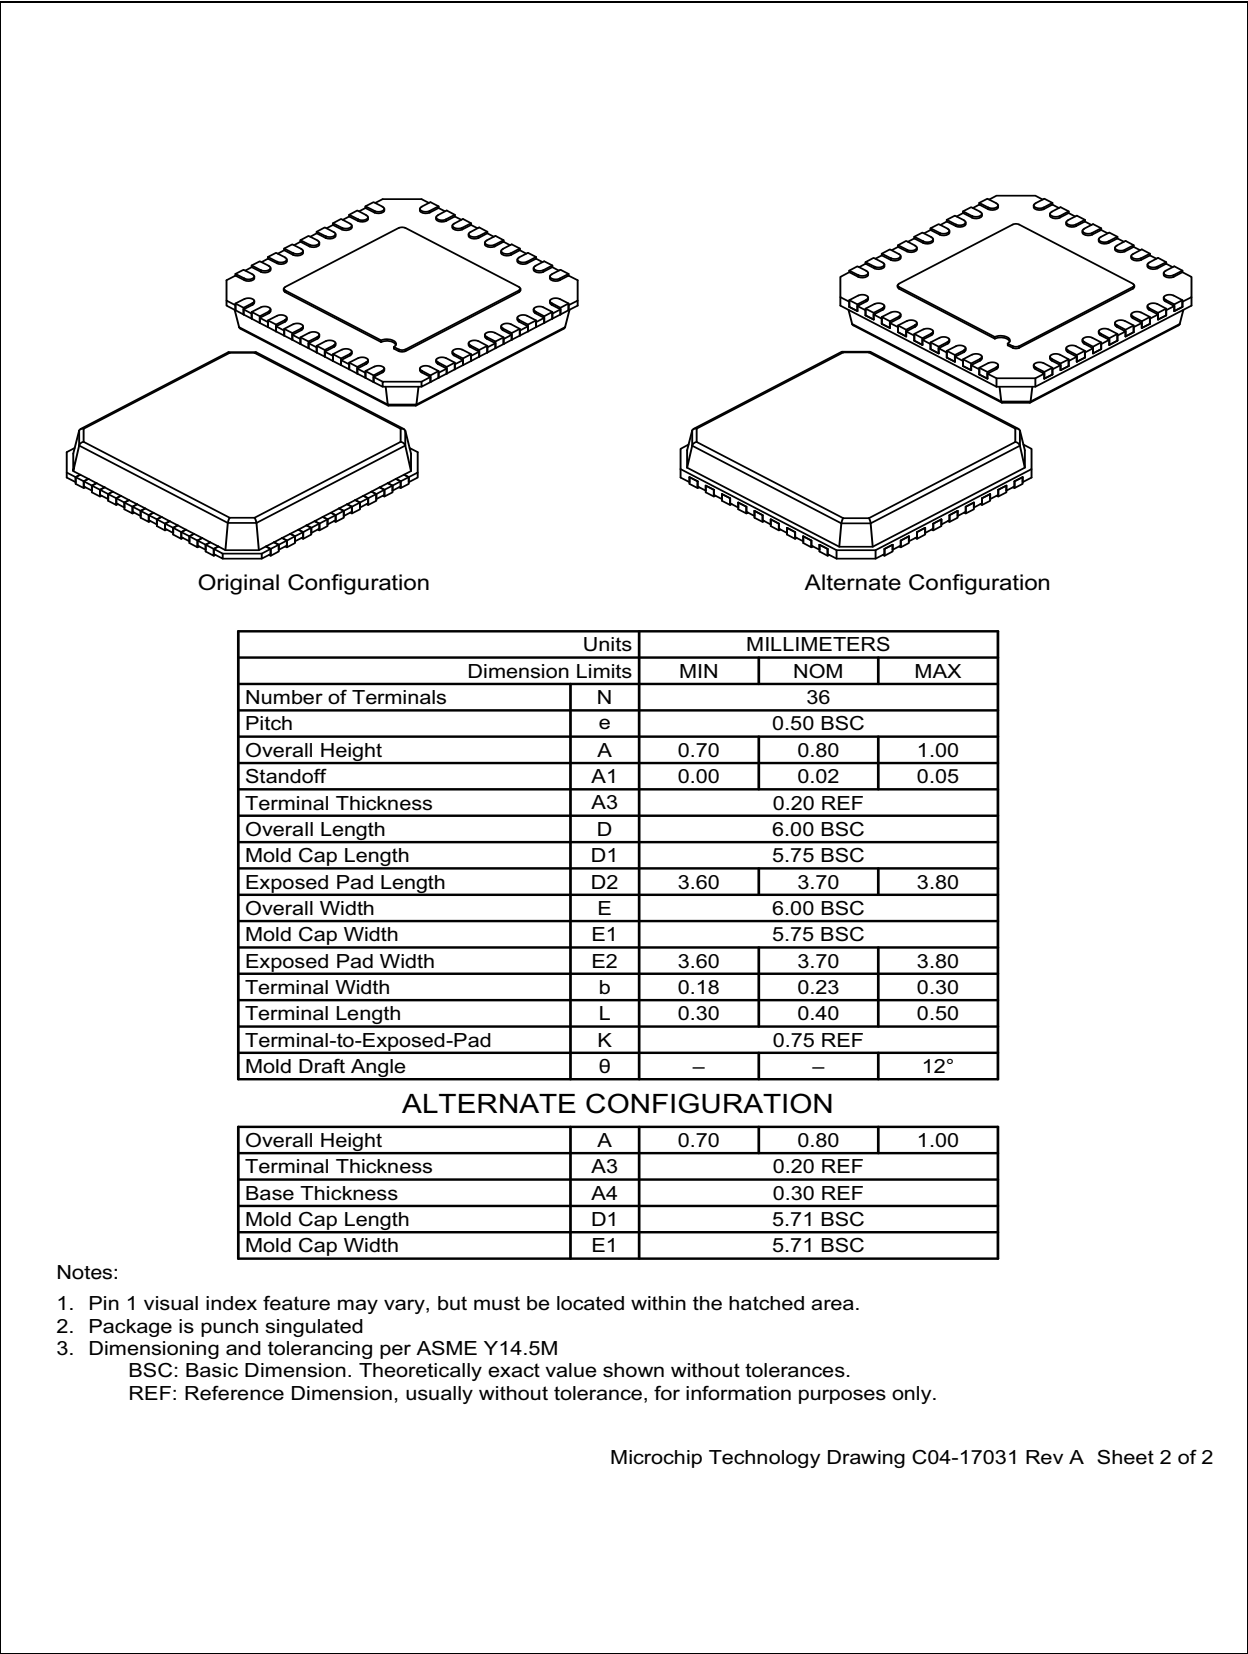 Original Configuration
Alternate Configuration
Units MILLIMETERS
Dimension Limits MIN NOM MAX
Number of Terminals N 36
Pitch e 0.50 BSC
Overall Height A 0.70 0.80 1.00
Standoff A1 0.00 0.02 0.05
Terminal Thickness A3 0.20 REF
Overall Length D 6.00 BSC
Mold Cap Length D1 5.75 BSC
Exposed Pad Length D2 3.60 3.70 3.80
Overall Width E 6.00 BSC
Mold Cap Width E1 5.75 BSC
Exposed Pad Width E2 3.60 3.70 3.80
Terminal Width b 0.18 0.23 0.30
Terminal Length L 0.30 0.40 0.50
Terminal-to-Exposed-Pad K 0.75 REF
Mold Draft Angle θ – – 12°
ALTERNATE CONFIGURATION
Overall Height A 0.70 0.80 1.00
Terminal Thickness A3 0.20 REF
Base Thickness A4 0.30 REF
Mold Cap Length D1 5.71 BSC
Mold Cap Width E1 5.71 BSC
Notes:
1. Pin 1 visual index feature may vary, but must be located within the hatched area.
2. Package is punch singulated
3. Dimensioning and tolerancing per ASME Y14.5M
BSC: Basic Dimension. Theoretically exact value shown without tolerances.
REF: Reference Dimension, usually without tolerance, for information purposes only.
Microchip Technology Drawing C04-17031 Rev A Sheet 2 of 2